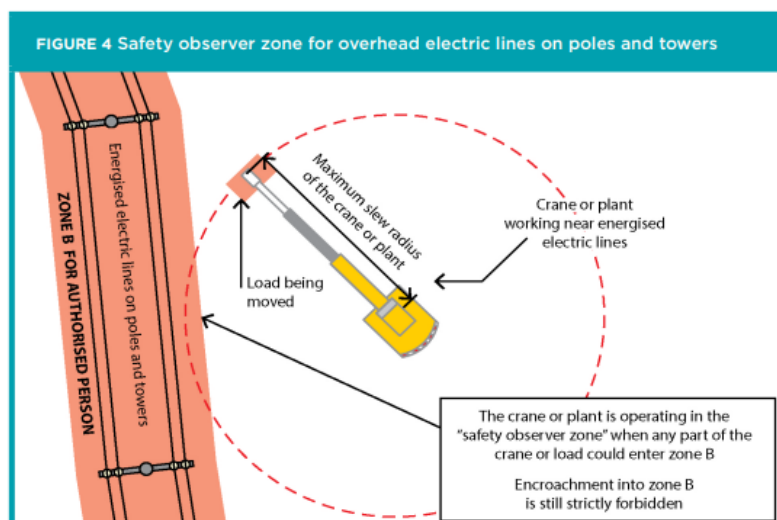 FIGURE 4 Safety observer zone for overhead electric lines on poles and towers
ZONE B FOR AUTHORISED PERSON
Energised electric lines on poles and towers
Maximum slew radius
of the crane or plant
Crane or plant
working near energised
electric lines
Load being
moved
The crane or plant is operating in the
"safety observer zone" when any part of the
crane or load could enter zone B
Encroachment into zone B
is still strictly forbidden